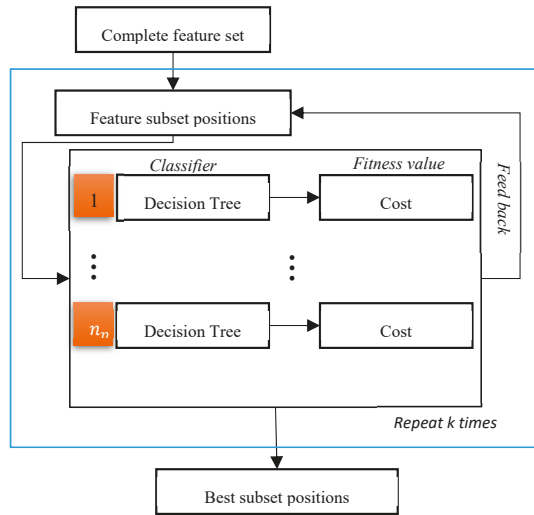 Complete feature set
Feature subset positions
Classifier
Fitness value
1
Decision Tree
Cost
Feed back
n_n
Decision Tree
Cost
Repeat k times
Best subset positions